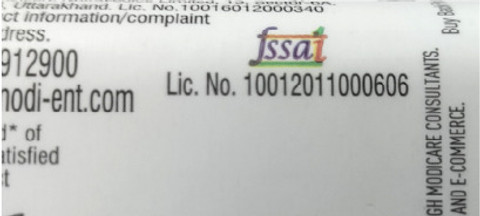 Uttarakhand. Lic. No. 10016012000340
ct information/complaint
dress.
912900
nodi-ent.com
d* of
atisfied
t
fssai
Lic. No. 10012011000606
GH MODICARE CONSULTANTS.
AND E-COMMERCE.
Buy